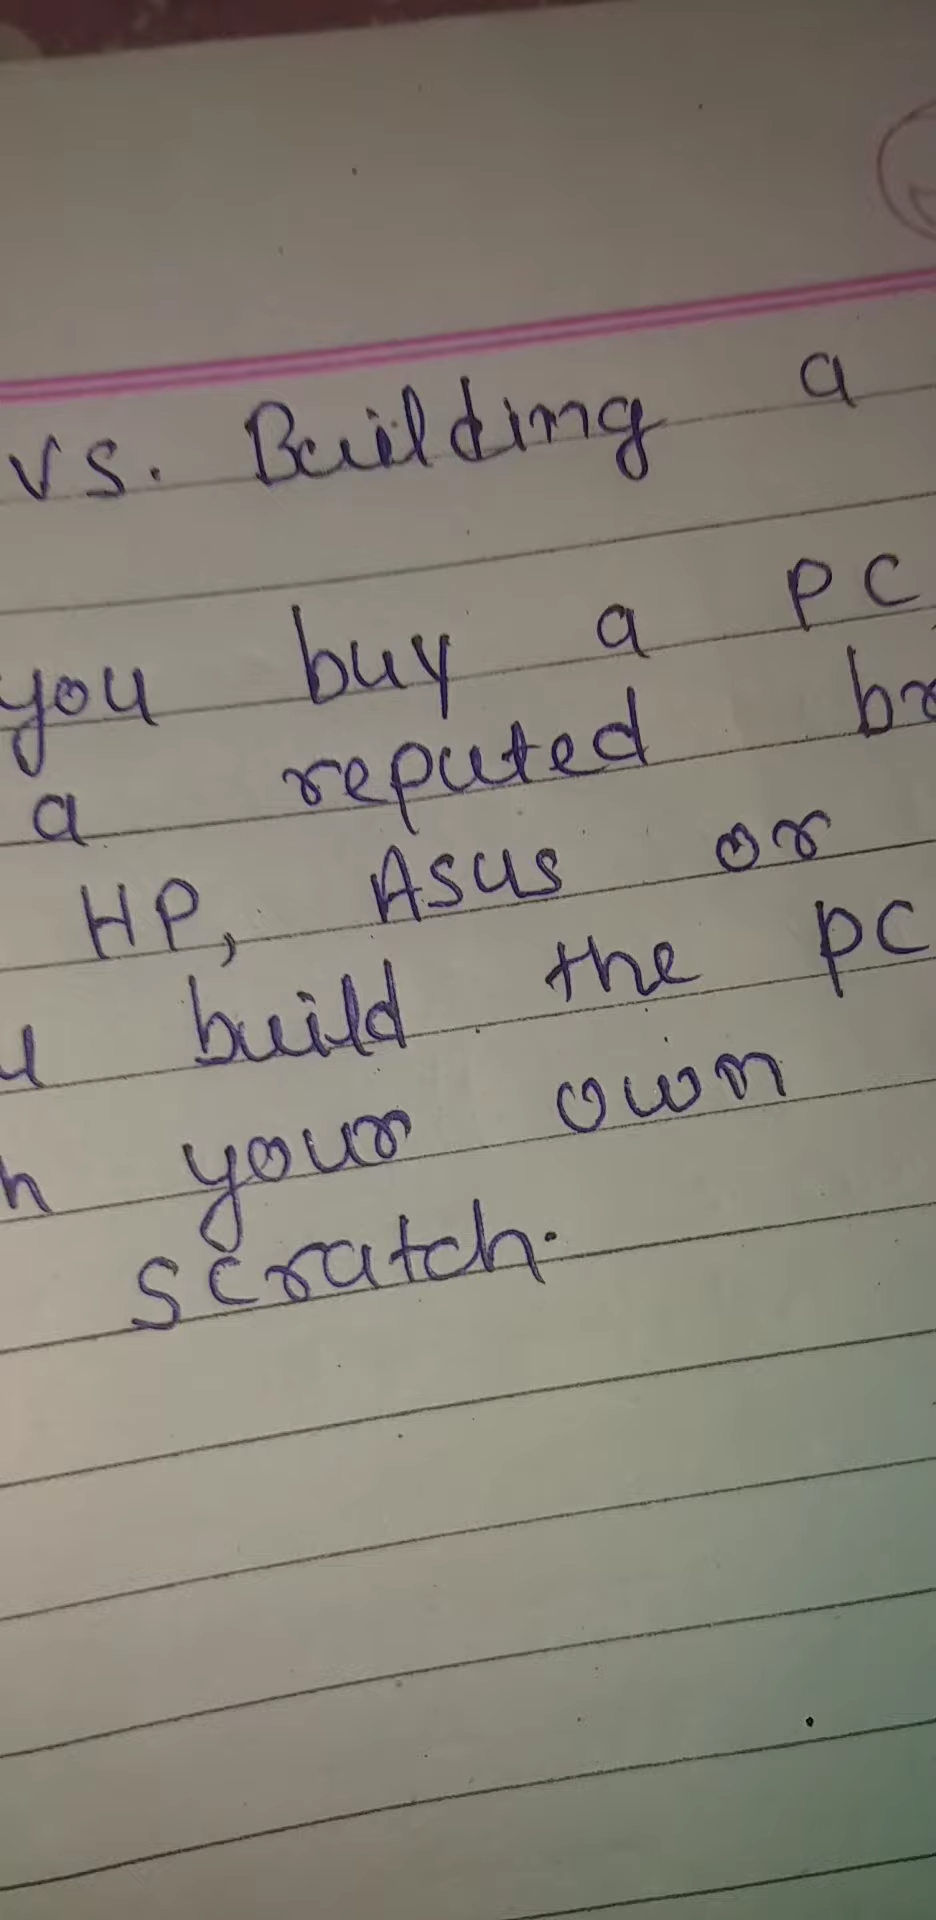 vs. Building a
you buy a PC
a reputed
HP, Asus or
build the pc
your own
scratch.